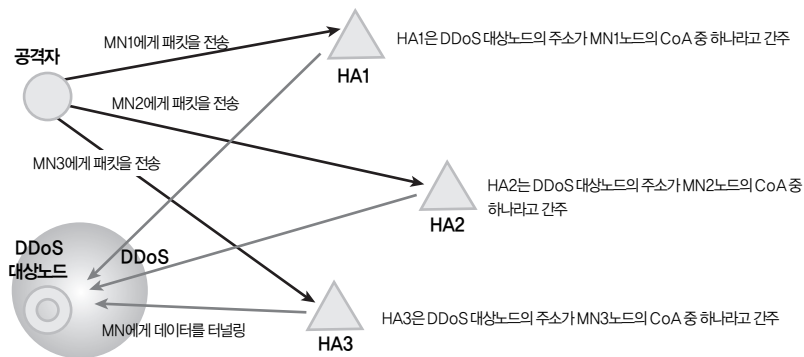 MN1에게 패킷을 전송
HA1은 DDoS 대상노드의 주소가 MN1노드의 CoA 중 하나라고 간주
공격자
HA1
MN2에게 패킷을 전송
MN3에게 패킷을 전송
HA2는 DDoS 대상노드의 주소가 MN2노드의 CoA 중
하나라고 간주
HA2
DDoS
대상노드
DDoS
HA3은 DDoS 대상노드의 주소가 MN3노드의 CoA 중 하나라고 간주
MN에게 데이터를 터널링
HA3